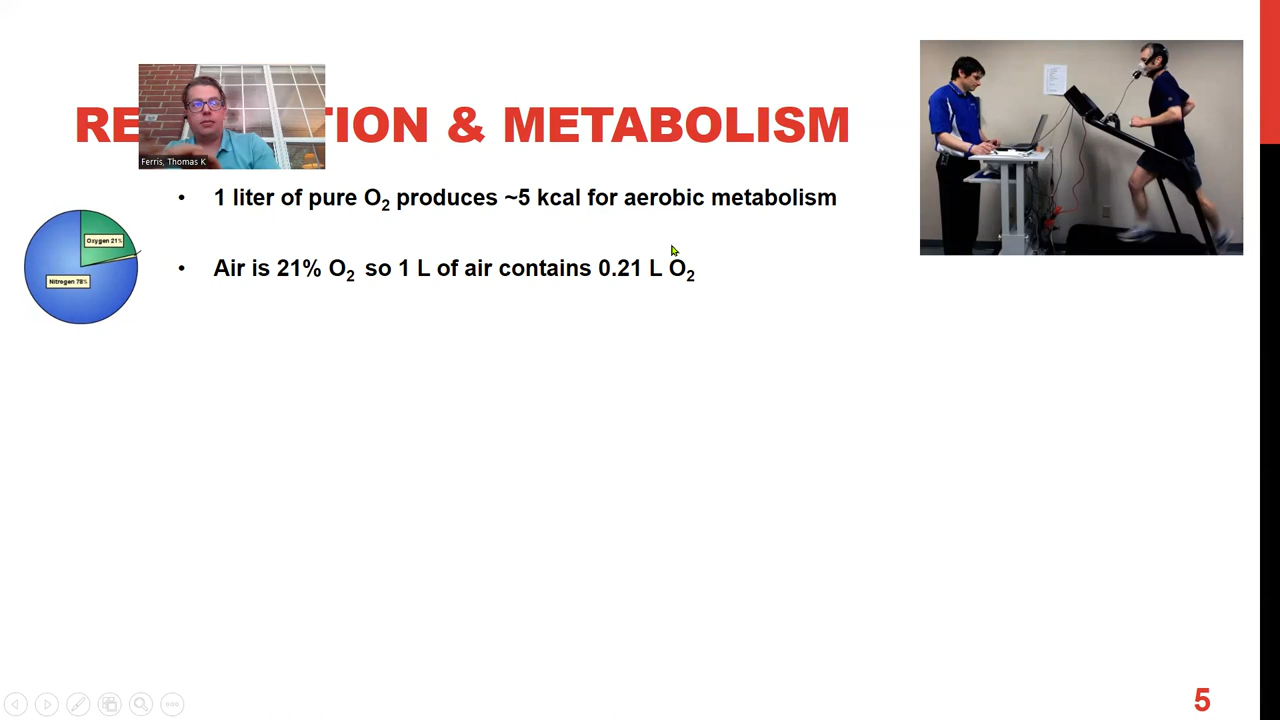 RE TION & METABOLISM
Ferris, Thomas K
• 1 liter of pure O₂ produces ~5 kcal for aerobic metabolism
Oxygen 21%
Nitrogen 78%
• Air is 21% O₂ so 1 L of air contains 0.21 L O₂
5